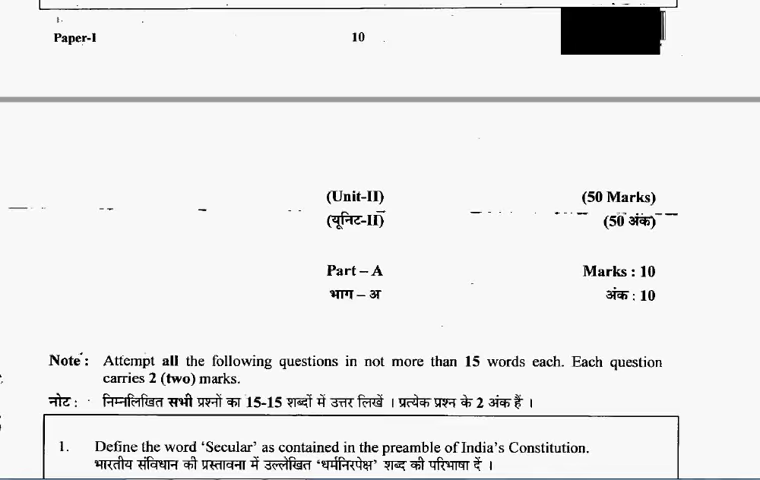 Paper-I
10
(Unit-II) (50 Marks)
(यूनिट-II) (50 अंक)
Part – A Marks : 10
भाग – अ अंक : 10
Note : Attempt all the following questions in not more than 15 words each. Each question
carries 2 (two) marks.
नोट : निम्नलिखित सभी प्रश्नों का 15-15 शब्दों में उत्तर लिखें । प्रत्येक प्रश्न के 2 अंक हैं ।
1. Define the word ‘Secular’ as contained in the preamble of India’s Constitution.
भारतीय संविधान की प्रस्तावना में उल्लेखित ‘धर्मनिरपेक्ष’ शब्द की परिभाषा दें ।